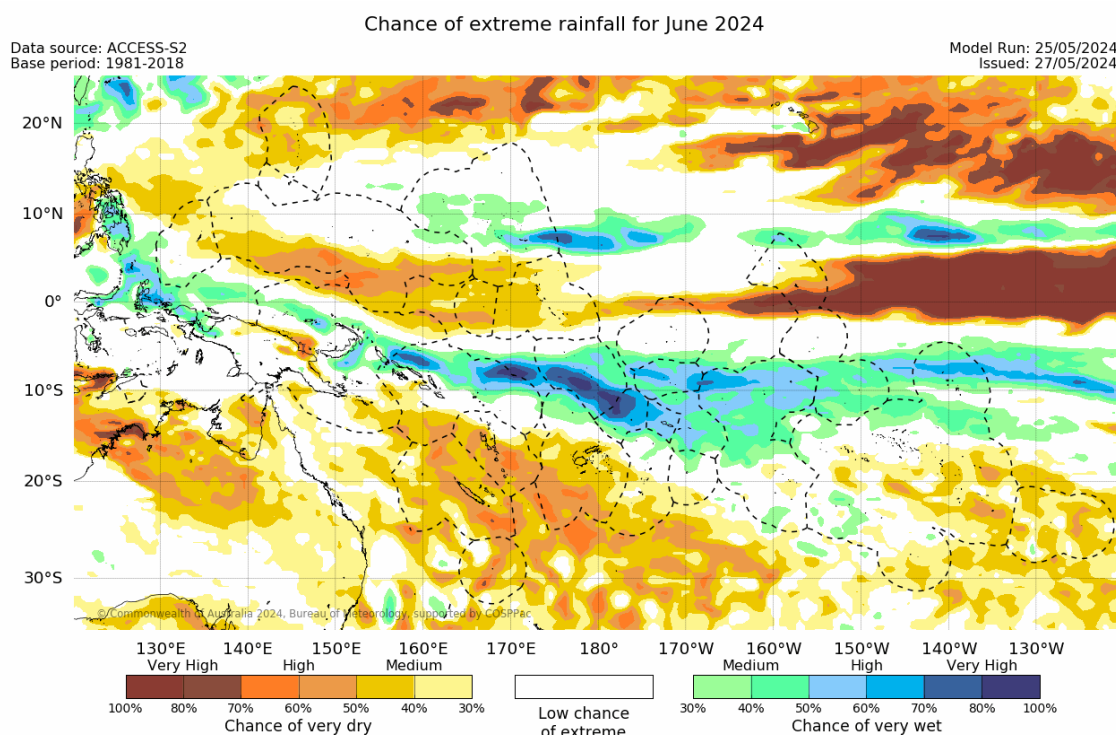 Chance of extreme rainfall for June 2024
Data source: ACCESS-S2
Base period: 1981-2018
Model Run: 25/05/2024
Issued: 27/05/2024
20°N
10°N
0°
10°S
20°S
30°S
© Commonwealth of Australia 2024, Bureau of Meteorology, supported by COSPPac
130°E 140°E 150°E 160°E 170°E 180° 170°W 160°W 150°W 140°W 130°W
Very High High Medium Medium High Very High
100% 80% 70% 60% 50% 40% 30% 30% 40% 50% 60% 70% 80% 100%
Chance of very dry
Low chance
of extreme
Chance of very wet